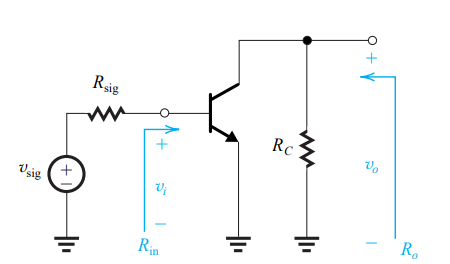 R_sig
+
R_C
v_sig
+
−
+
v_i
−
v_o
R_in
−
R_o